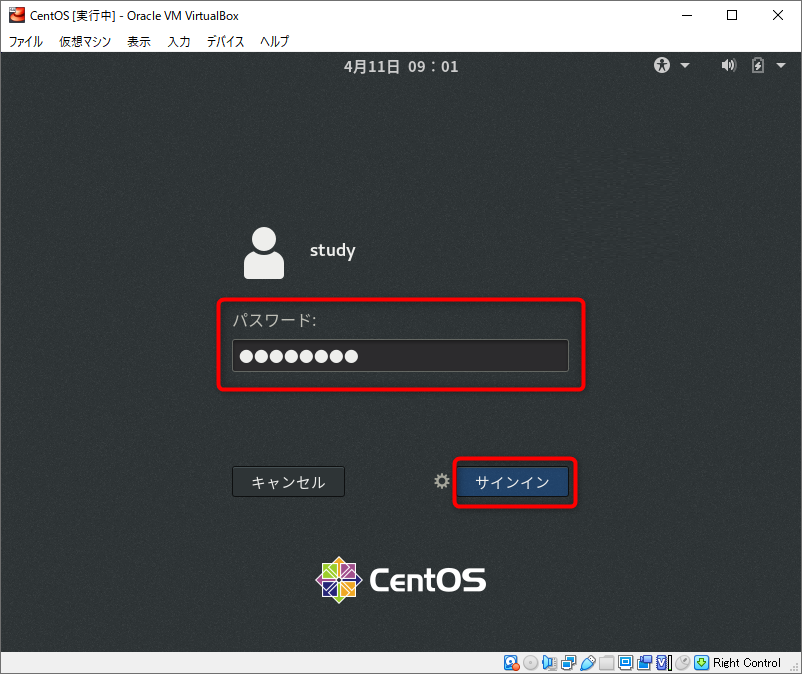 CentOS [実行中] - Oracle VM VirtualBox
ファイル 仮想マシン 表示 入力 デバイス ヘルプ
4月11日 09：01
study
パスワード:
キャンセル サインイン
CentOS
Right Control